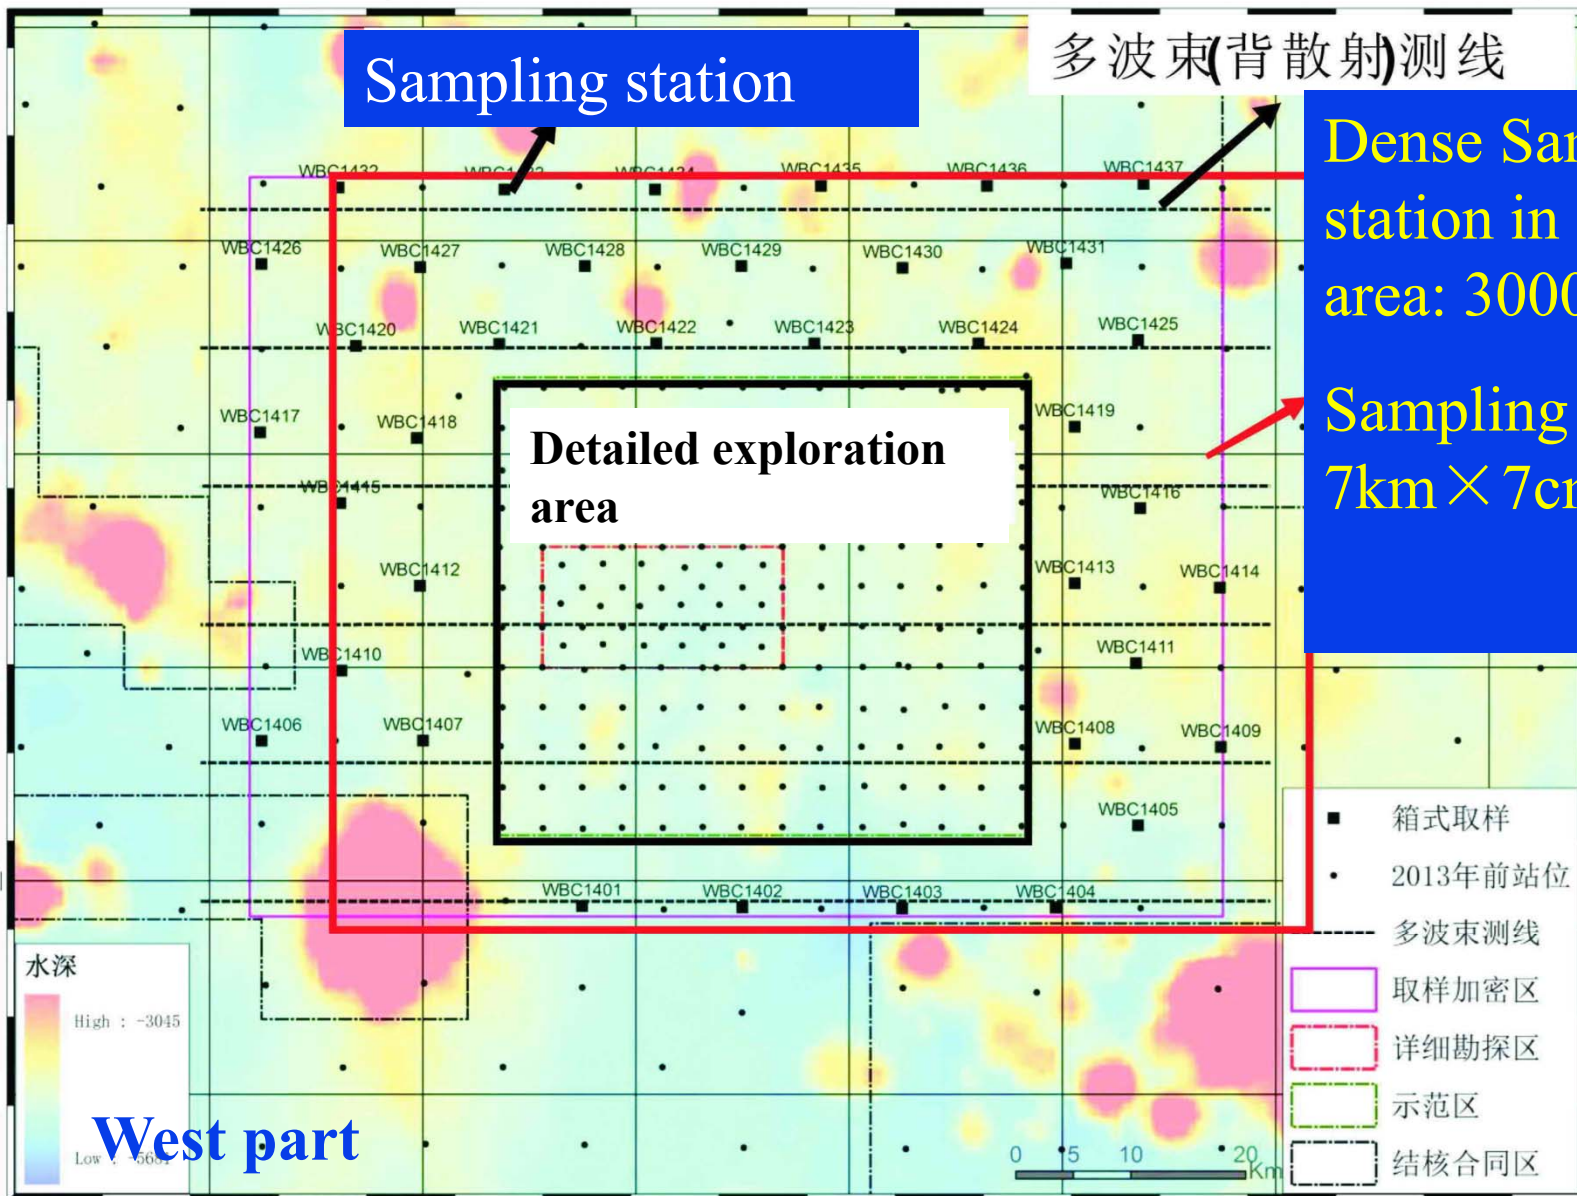 多波束(背散射)测线
Sampling station
Dense Sar
station in
area: 3000
Sampling
7km×7cm
WBC1432
WBC1434
WBC1435
WBC1436
WBC1437
WBC1426
WBC1427
WBC1428
WBC1429
WBC1430
WBC1431
WBC1420
WBC1421
WBC1422
WBC1423
WBC1424
WBC1425
WBC1417
WBC1418
WBC1419
Detailed exploration
area
WBC1415
WBC1416
WBC1412
WBC1413
WBC1414
WBC1410
WBC1411
WBC1406
WBC1407
WBC1408
WBC1409
WBC1405
WBC1401
WBC1402
WBC1403
WBC1404
箱式取样
2013年前站位
多波束测线
取样加密区
详细勘探区
示范区
结核合同区
水深
High : -3045
Low :
West part
0 5 10 20
Km